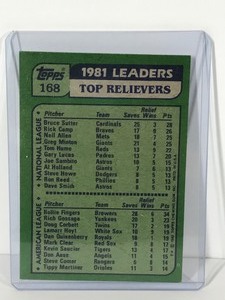 Topps
168
1981 LEADERS
TOP RELIEVERS
Pitcher Team Saves Relief Wins Pts
NATIONAL LEAGUE
Bruce Sutter Cardinals 25 3 28
Rick Camp Braves 17 9 26
Neil Allen Mets 18 7 25
Greg Minton Giants 21 4 25
Tom Hume Reds 13 9 22
Gary Lucas Padres 13 7 20
Joe Sambito Astros 10 5 15
Al Holland Giants 7
Steve Howe Dodgers 8 5 13
Ron Reed Phillies 8 5 13
Dave Smith Astros 8 5 13
AMERICAN LEAGUE
Rollie Fingers Brewers 28 6 34
Rich Gossage Yankees 20 3 23
Doug Corbett Twins 17 2 19
Lamarr Hoyt White Sox 10
Dan Quisenberry Royals 18
Mark Clear Red Sox 9 8 17
Kevin Saucier Tigers 13 4 17
Don Aase Angels 11 4 15
Steve Comer Rangers 6 8 14
Tippy Martinez Orioles 11 3 14